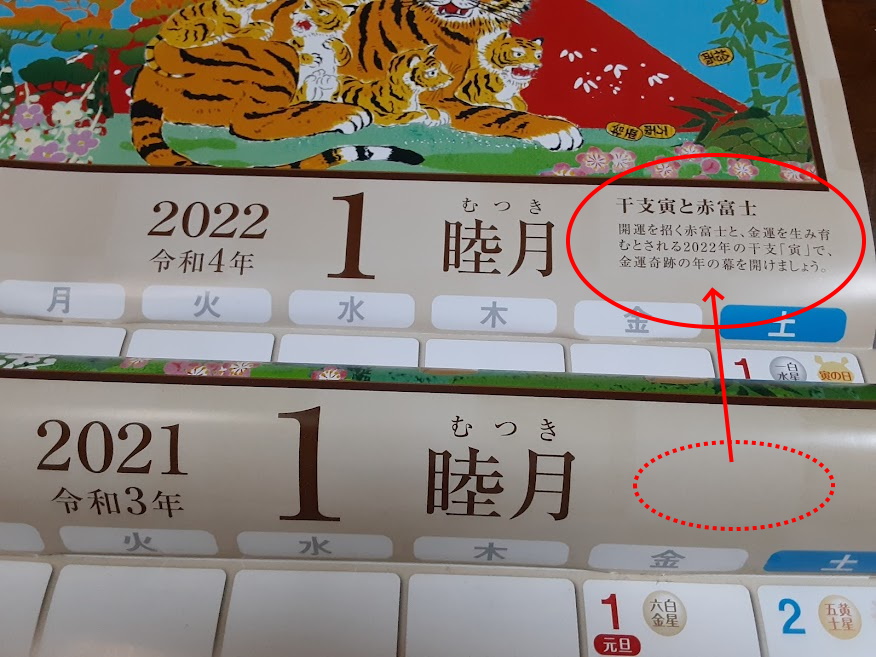 2022
令和4年
1
むつき
睦月
干支寅と赤富士
開運を招く赤富士と、金運を生み育
むとされる2022年の干支「寅」で、
金運奇跡の年の幕を開けましょう。
月 火 水 木 金 土
1 一白水星 寅の日
2021
令和3年
1
むつき
睦月
火 水 木 金 土
1 六白金星 2 五黄土星
元旦